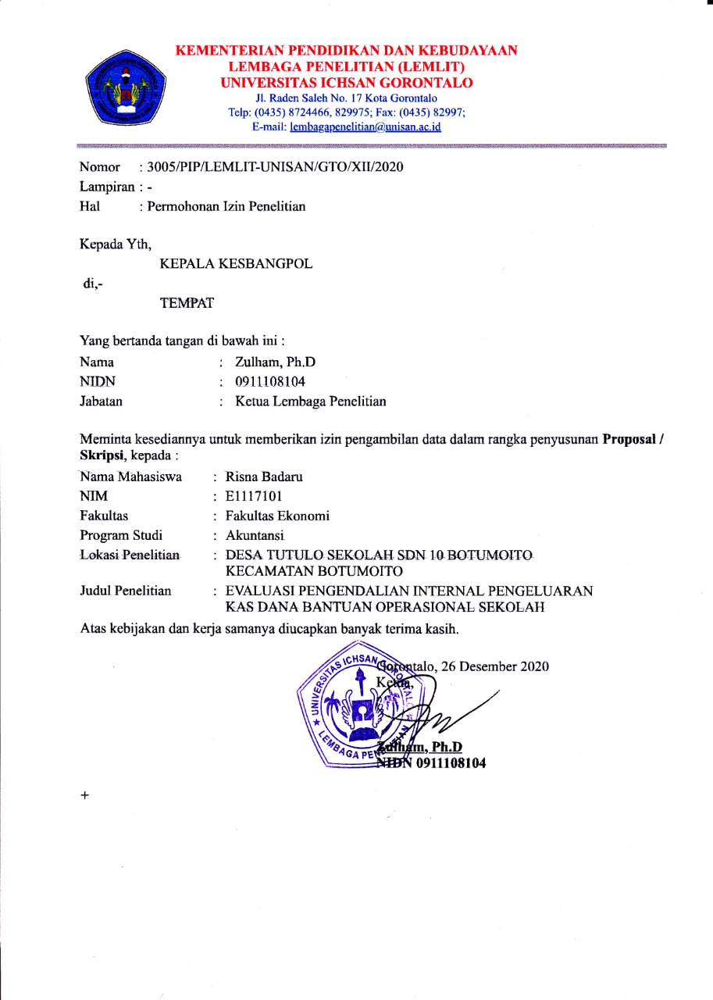 KEMENTERIAN PENDIDIKAN DAN KEBUDAYAAN
LEMBAGA PENELITIAN (LEMLIT)
UNIVERSITAS ICHSAN GORONTALO
Jl. Raden Saleh No. 17 Kota Gorontalo
Telp: (0435) 8724466, 829975; Fax: (0435) 82997;
E-mail: lembagapenelitian@unisan.ac.id
Nomor : 3005/PIP/LEMLIT-UNISAN/GTO/XII/2020
Lampiran : -
Hal : Permohonan Izin Penelitian
Kepada Yth,
KEPALA KESBANGPOL
di,-
TEMPAT
Yang bertanda tangan di bawah ini :
Nama : Zulham, Ph.D
NIDN : 0911108104
Jabatan : Ketua Lembaga Penelitian
Meminta kesediannya untuk memberikan izin pengambilan data dalam rangka penyusunan Proposal /
Skripsi, kepada :
Nama Mahasiswa : Risna Badaru
NIM : E1117101
Fakultas : Fakultas Ekonomi
Program Studi : Akuntansi
Lokasi Penelitian : DESA TUTULO SEKOLAH SDN 10 BOTUMOITO
KECAMATAN BOTUMOITO
Judul Penelitian : EVALUASI PENGENDALIAN INTERNAL PENGELUARAN
KAS DANA BANTUAN OPERASIONAL SEKOLAH
Atas kebijakan dan kerja samanya diucapkan banyak terima kasih.
Gorontalo, 26 Desember 2020
Ketua,
UNIVERSITAS ICHSAN GORONTALO
LEMBAGA PENELITIAN
Zulham, Ph.D
NIDN 0911108104
+